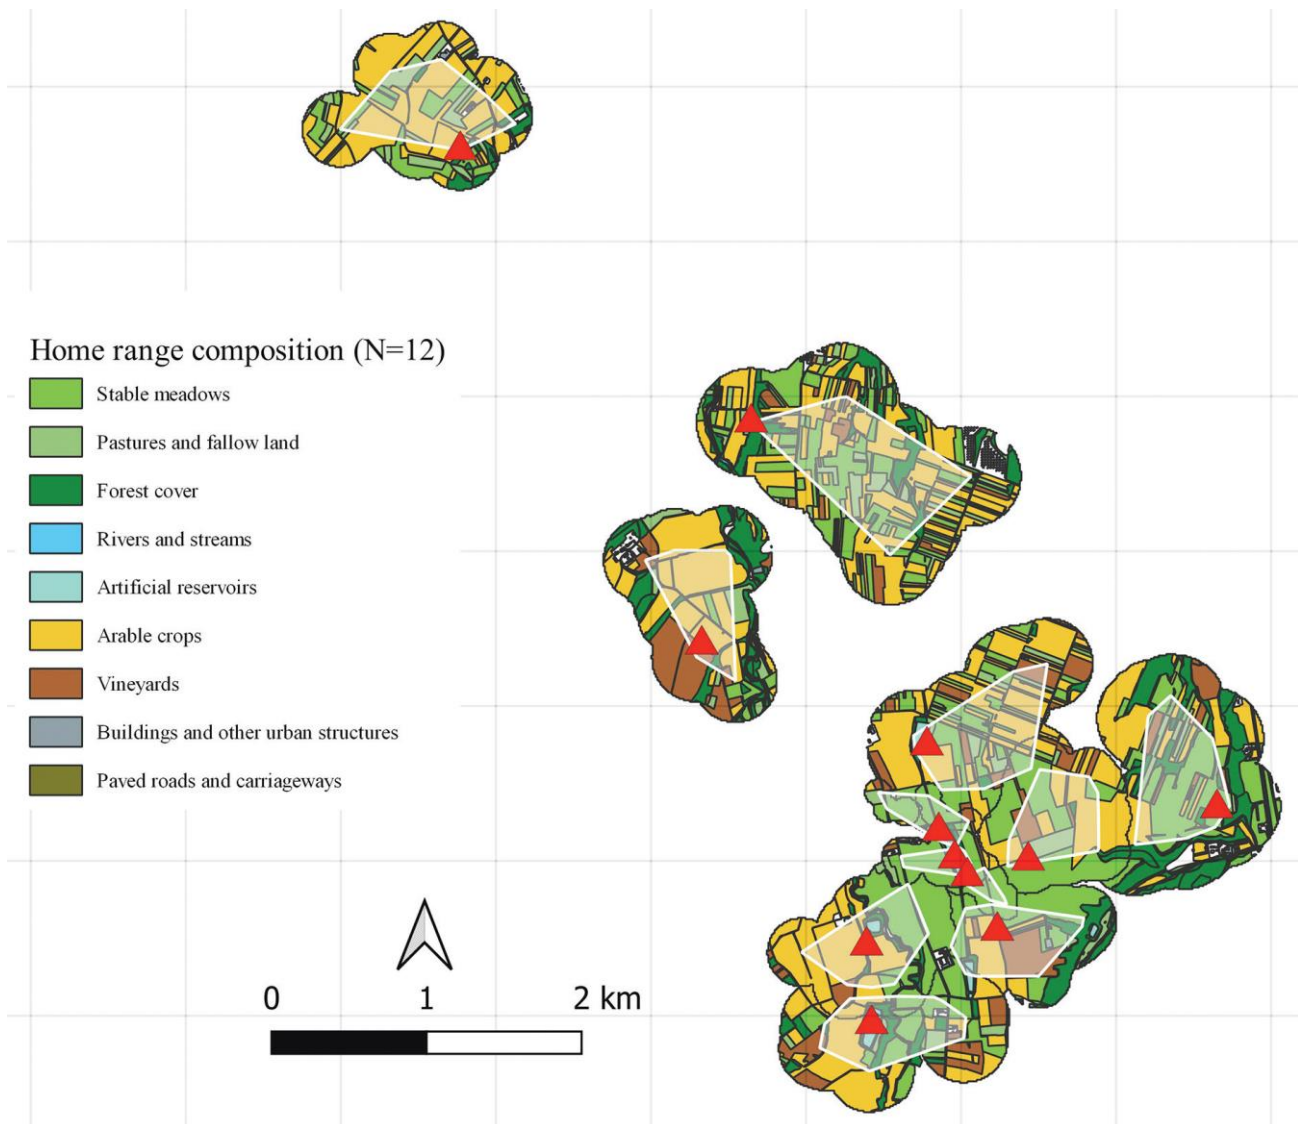 Home range composition (N=12)
Stable meadows
Pastures and fallow land
Forest cover
Rivers and streams
Artificial reservoirs
Arable crops
Vineyards
Buildings and other urban structures
Paved roads and carriageways
0 1 2 km